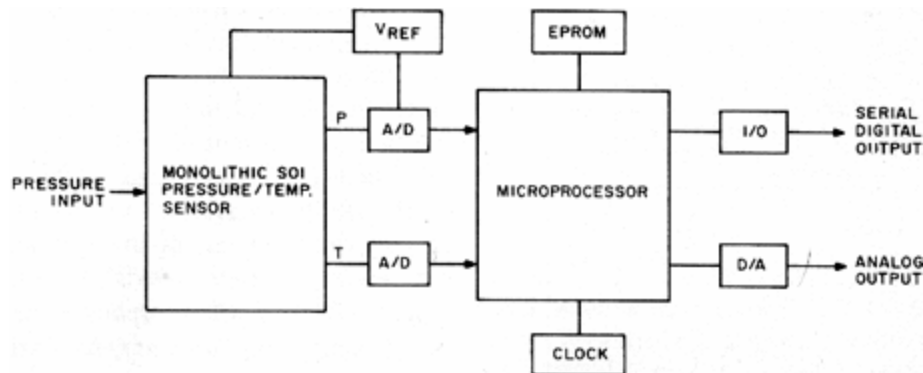 VREF
EPROM
P
A/D
I/O
SERIAL
DIGITAL
OUTPUT
MONOLITHIC SOI
PRESSURE/TEMP.
SENSOR
PRESSURE
INPUT
MICROPROCESSOR
T
A/D
D/A
ANALOG
OUTPUT
CLOCK